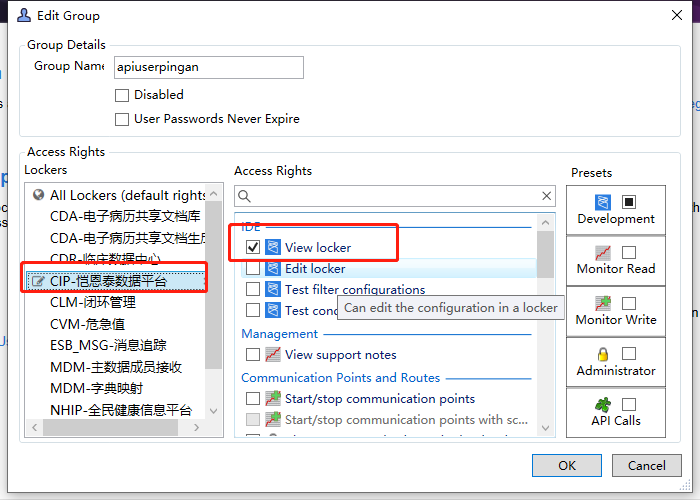 Edit Group
Group Details
Group Name
apiuserpingan
Disabled
User Passwords Never Expire
Access Rights
Lockers
All Lockers (default rights
CDA-电子病历共享文档库
CDA-电子病历共享文档生成
CDR-临床数据中心
CIP-恺恩泰数据平台
CLM-闭环管理
CVM-危急值
ESB_MSG-消息追踪
MDM-主数据成员接收
MDM-字典映射
NHIP-全民健康信息平台
Access Rights
IDE
View locker
Edit locker
Test filter configurations
Test con
Can edit the configuration in a locker
Management
View support notes
Communication Points and Routes
Start/stop communication points
Start/stop communication points with sc...
Presets
Development
Monitor Read
Monitor Write
Administrator
API Calls
OK
Cancel